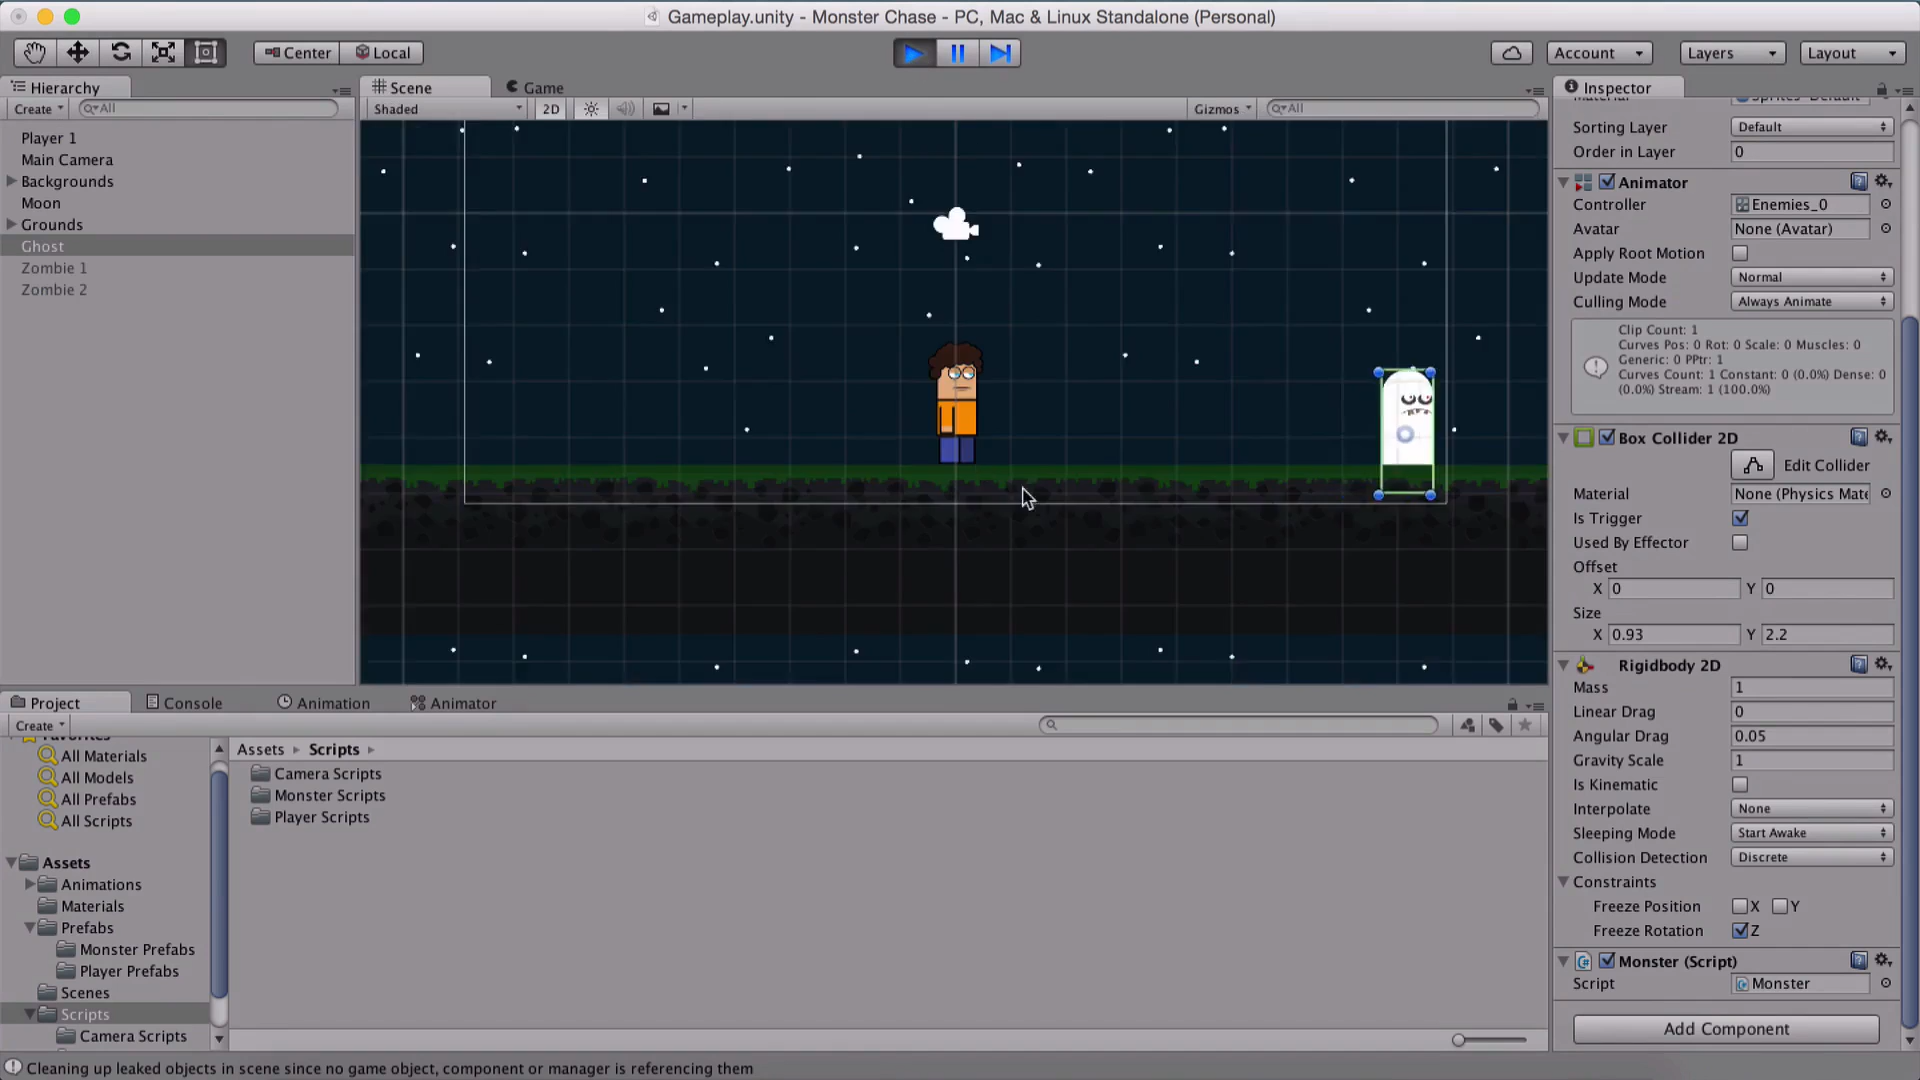 Gameplay.unity - Monster Chase - PC, Mac & Linux Standalone (Personal)
Center
Local
Account
Layers
Layout
Hierarchy
Create
All
Player 1
Main Camera
Backgrounds
Moon
Grounds
Ghost
Zombie 1
Zombie 2
Scene
Game
Shaded
2D
Gizmos
All
Inspector
Sorting Layer
Default
Order in Layer
0
Animator
Controller
Enemies_0
Avatar
None (Avatar)
Apply Root Motion
Update Mode
Normal
Culling Mode
Always Animate
Clip Count: 1
Curves Pos: 0 Rot: 0 Scale: 0 Muscles: 0
Generic: 0 PPtr: 1
Curves Count: 1 Constant: 0 (0.0%) Dense: 0
(0.0%) Stream: 1 (100.0%)
Box Collider 2D
Edit Collider
Material
None (Physics Mate
Is Trigger
Used By Effector
Offset
X 0 Y 0
Size
X 0.93 Y 2.2
Rigidbody 2D
Mass
1
Linear Drag
0
Angular Drag
0.05
Gravity Scale
1
Is Kinematic
Interpolate
None
Sleeping Mode
Start Awake
Collision Detection
Discrete
Constraints
Freeze Position
X Y
Freeze Rotation
Z
Monster (Script)
Script
Monster
Add Component
Project
Console
Animation
Animator
Create
All Materials
All Models
All Prefabs
All Scripts
Assets
Animations
Materials
Prefabs
Monster Prefabs
Player Prefabs
Scenes
Scripts
Camera Scripts
Assets
Scripts
Camera Scripts
Monster Scripts
Player Scripts
Cleaning up leaked objects in scene since no game object, component or manager is referencing them